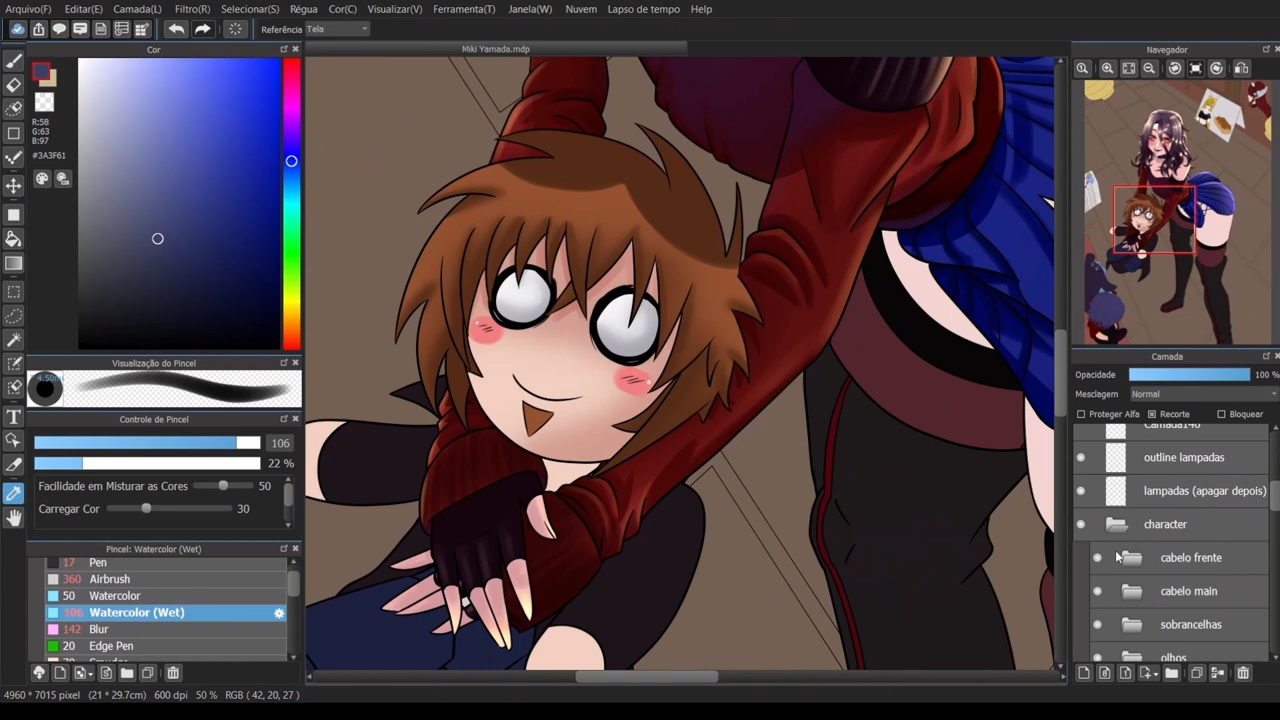 Arquivo(F) Editar(E) Camada(L) Filtro(R) Selecionar(S) Régua Cor(C) Visualizar(V) Ferramenta(T) Janela(W) Nuvem Lapso de tempo Help
Referência Tela
Cor
Miki Yamada.mdp
Navegador
R:58
G:63
B:97
#3A3F61
Visualização do Pincel
Controle de Pincel
106
22 %
Facilidade em Misturar as Cores 50
Carregar Cor 30
Pincel: Watercolor (Wet)
17 Pen
360 Airbrush
50 Watercolor
106 Watercolor (Wet)
142 Blur
20 Edge Pen
Camada
Opacidade 100 %
Mesclagem Normal
Proteger Alfa Recorte Bloquear
Camada140
outline lampadas
lampadas (apagar depois)
character
cabelo frente
cabelo main
sobrancelhas
olhos
4960 * 7015 pixel (21 * 29.7cm) 600 dpi 50 % RGB ( 42, 20, 27 )